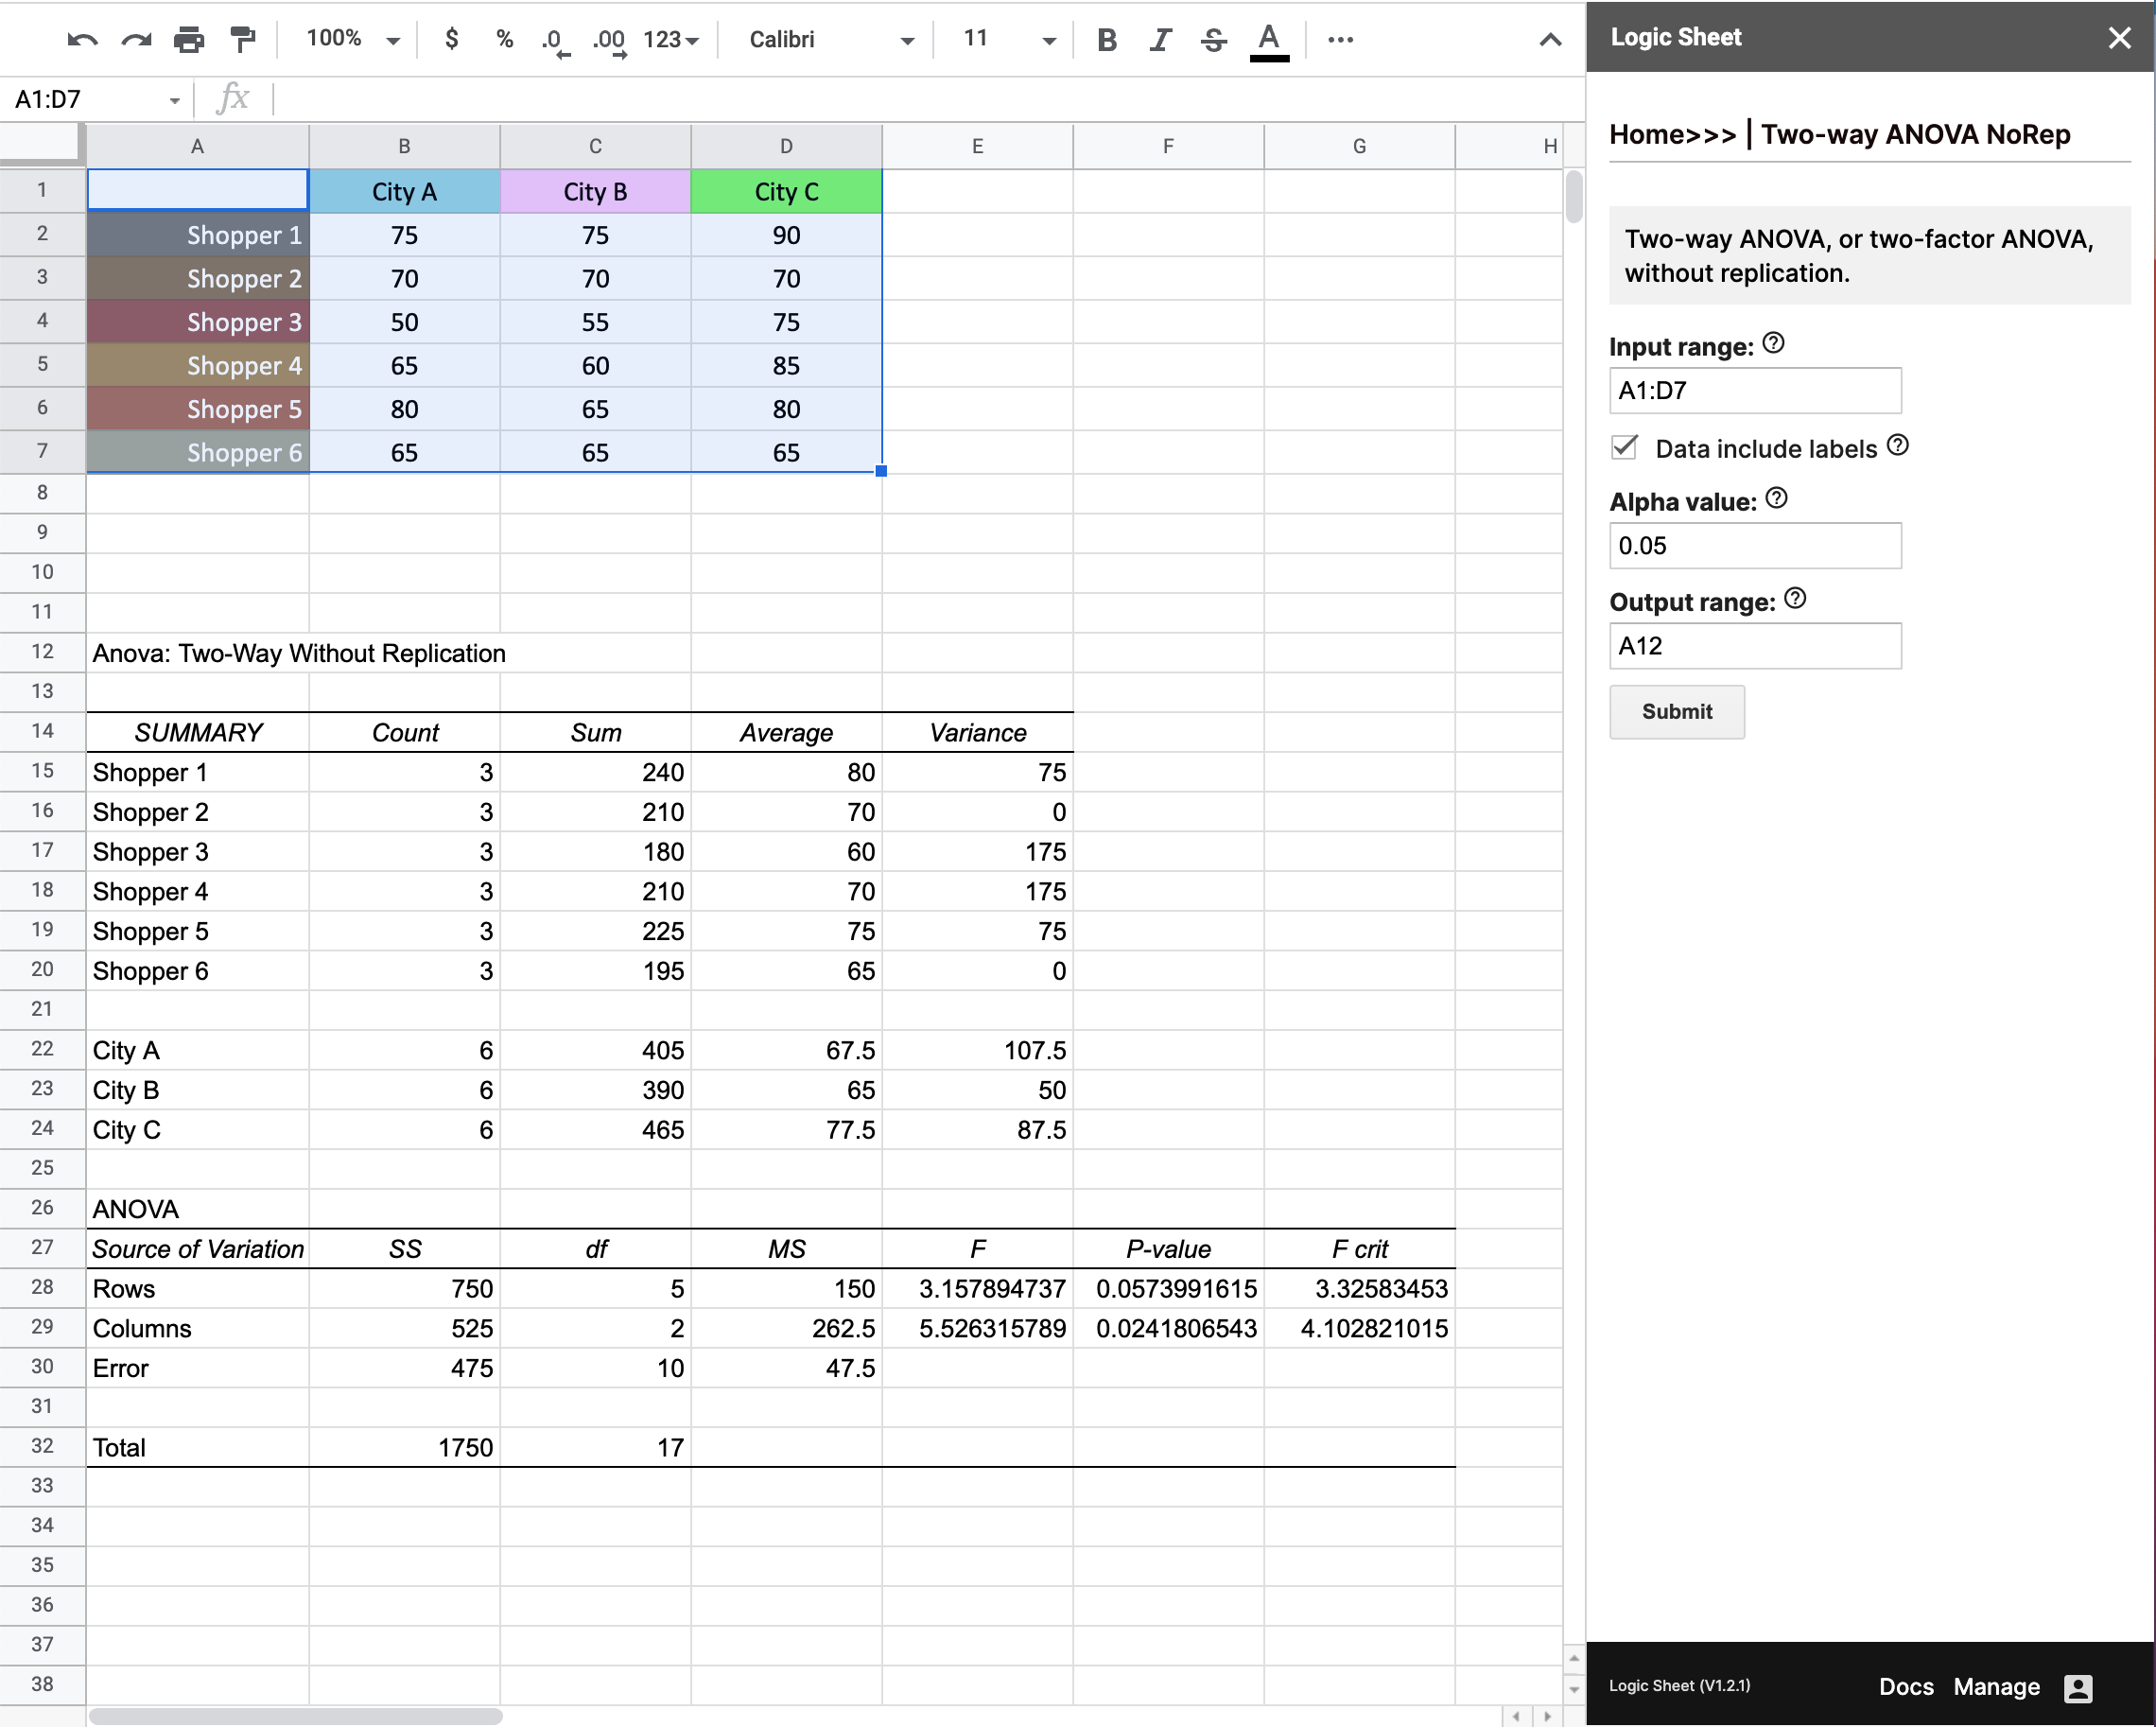 100% $ % .0 .00 123 Calibri 11 B I S A
A1:D7 fx
A B C D E F G H
1 City A City B City C
2 Shopper 1 75 75 90
3 Shopper 2 70 70 70
4 Shopper 3 50 55 75
5 Shopper 4 65 60 85
6 Shopper 5 80 65 80
7 Shopper 6 65 65 65
8
9
10
11
12 Anova: Two-Way Without Replication
13
14 SUMMARY Count Sum Average Variance
15 Shopper 1 3 240 80 75
16 Shopper 2 3 210 70 0
17 Shopper 3 3 180 60 175
18 Shopper 4 3 210 70 175
19 Shopper 5 3 225 75 75
20 Shopper 6 3 195 65 0
21
22 City A 6 405 67.5 107.5
23 City B 6 390 65 50
24 City C 6 465 77.5 87.5
25
26 ANOVA
27 Source of Variation SS df MS F P-value F crit
28 Rows 750 5 150 3.157894737 0.0573991615 3.32583453
29 Columns 525 2 262.5 5.526315789 0.0241806543 4.102821015
30 Error 475 10 47.5
31
32 Total 1750 17
33
34
35
36
37
38
Logic Sheet
Home>>> | Two-way ANOVA NoRep
Two-way ANOVA, or two-factor ANOVA,
without replication.
Input range:
A1:D7
Data include labels
Alpha value:
0.05
Output range:
A12
Submit
Logic Sheet (V1.2.1) Docs Manage